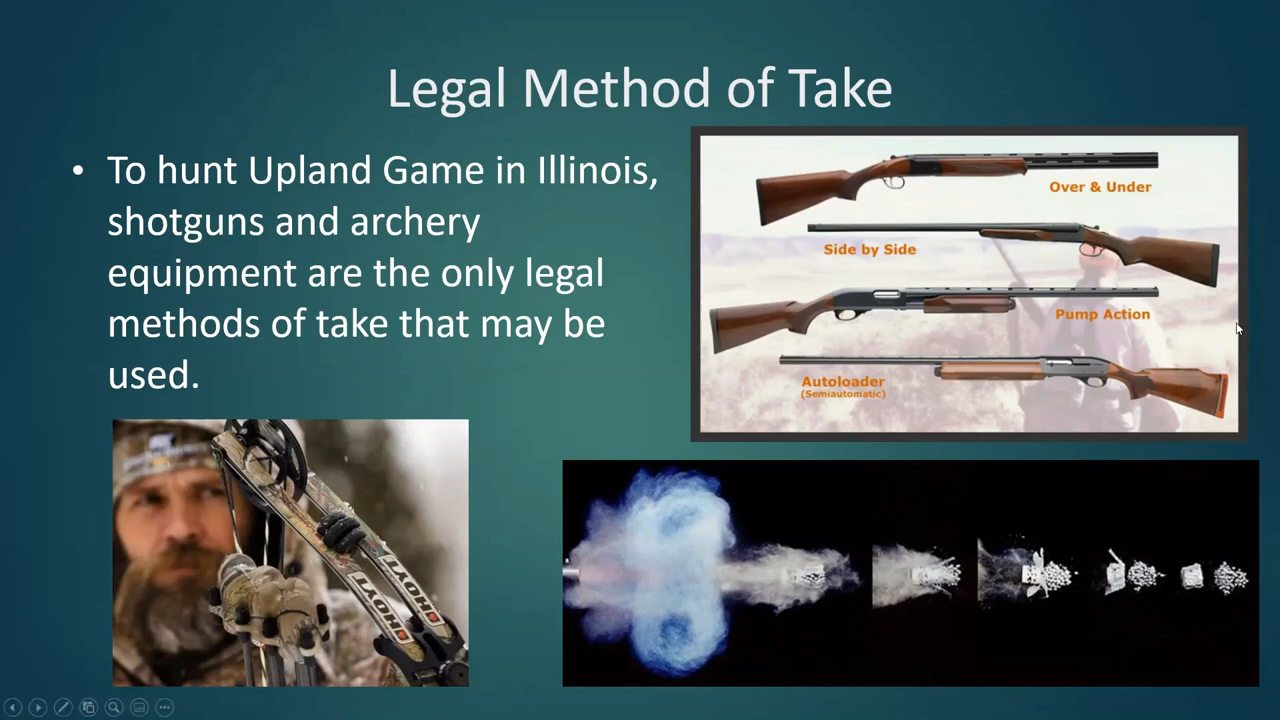 Legal Method of Take
• To hunt Upland Game in Illinois,
shotguns and archery
equipment are the only legal
methods of take that may be
used.
Over & Under
Side by Side
Pump Action
Autoloader
(Semiautomatic)
HOYT
HOYT